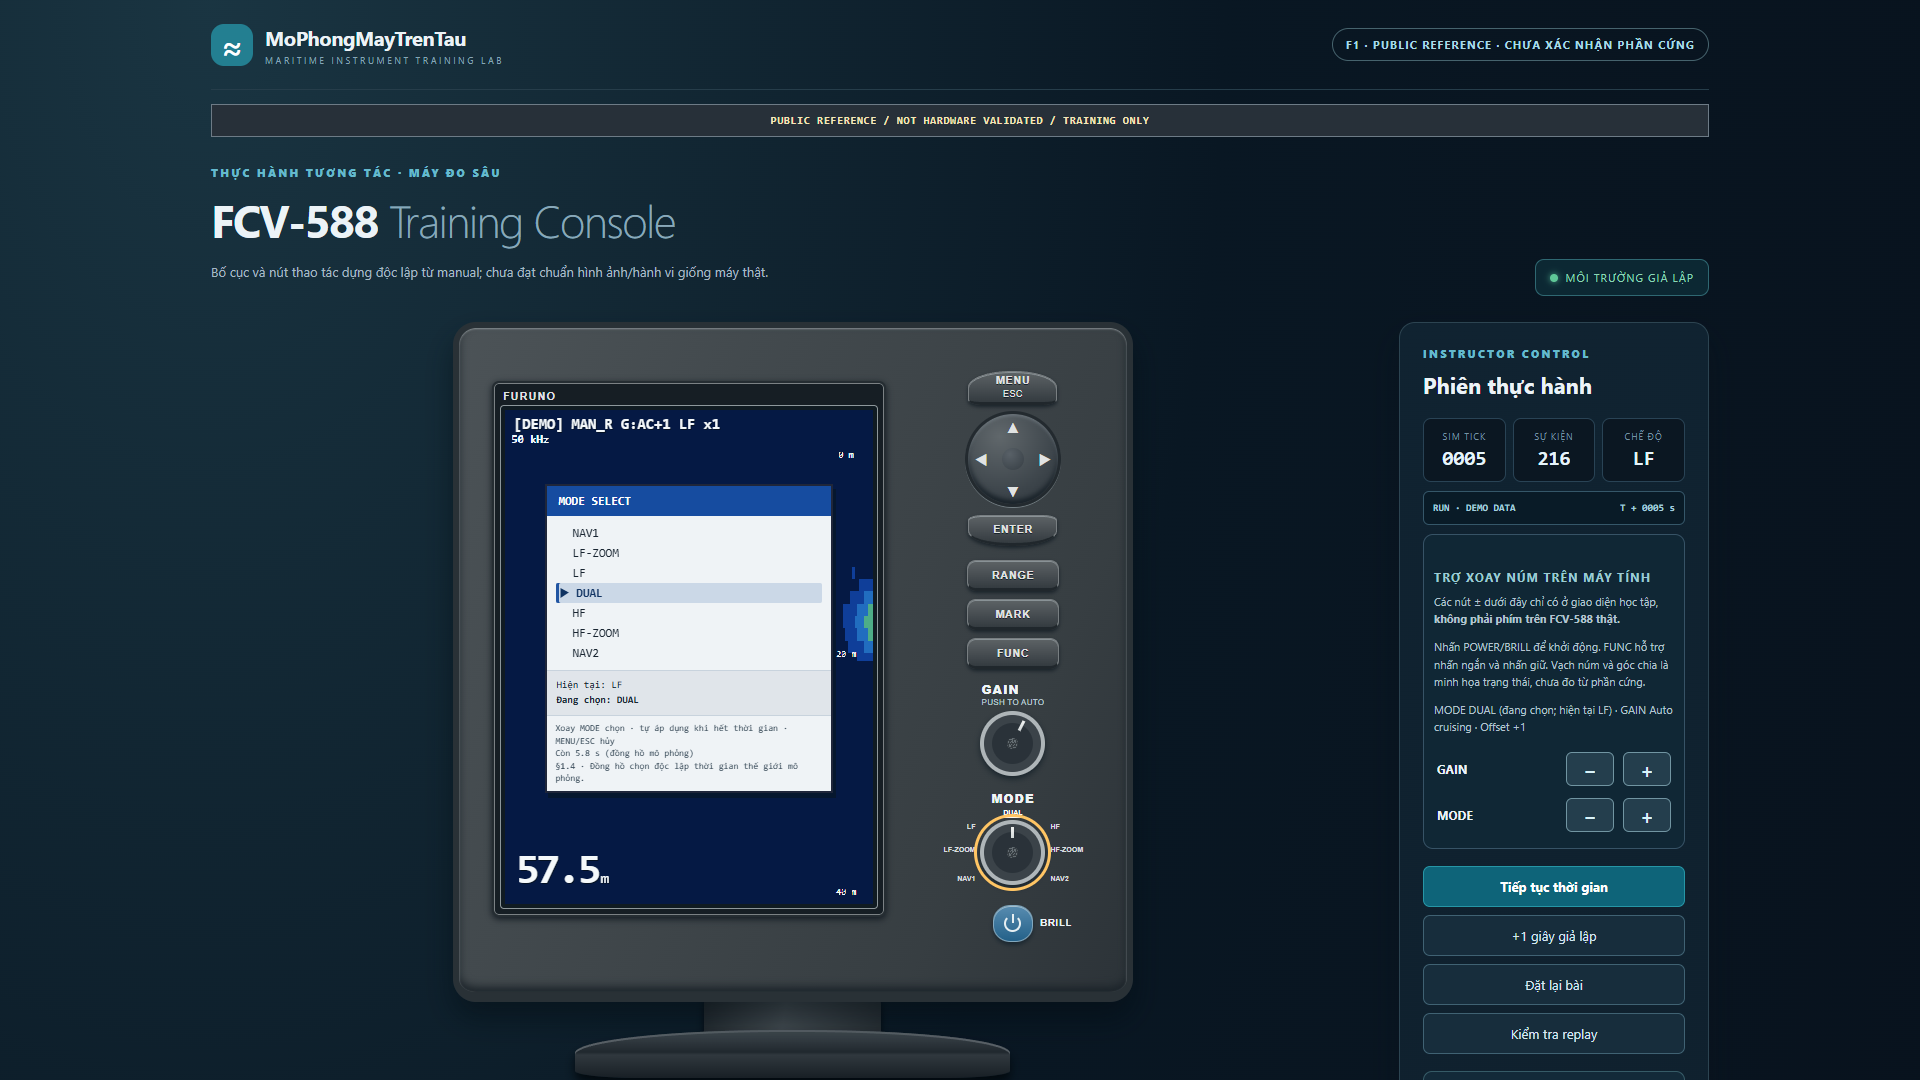 MoPhongMayTrenTau
MARITIME INSTRUMENT TRAINING LAB
F1 · PUBLIC REFERENCE · CHƯA XÁC NHẬN PHẦN CỨNG
PUBLIC REFERENCE / NOT HARDWARE VALIDATED / TRAINING ONLY
THỰC HÀNH TƯƠNG TÁC · MÁY ĐO SÂU
FCV-588 Training Console
Bố cục và nút thao tác dựng độc lập từ manual; chưa đạt chuẩn hình ảnh/hành vi giống máy thật.
MÔI TRƯỜNG GIẢ LẬP
FURUNO
[DEMO] MAN_R G:AC+1 LF x1
50 kHz
0 m
MODE SELECT
NAV1
LF-ZOOM
LF
▶ DUAL
HF
HF-ZOOM
NAV2
20 m
Hiện tại: LF
Đang chọn: DUAL
Xoay MODE chọn · tự áp dụng khi hết thời gian ·
MENU/ESC hủy
Còn 5.8 s (đồng hồ mô phỏng)
§1.4 · Đồng hồ chọn độc lập thời gian thế giới mô
phỏng.
57.5m
40 m
MENU
ESC
▲
◀ ▶
▼
ENTER
RANGE
MARK
FUNC
GAIN
PUSH TO AUTO
MODE
DUAL
LF HF
LF-ZOOM HF-ZOOM
NAV1 NAV2
BRILL
INSTRUCTOR CONTROL
Phiên thực hành
SIM TICK
0005
SỰ KIỆN
216
CHẾ ĐỘ
LF
RUN · DEMO DATA T + 0005 s
TRỢ XOAY NÚM TRÊN MÁY TÍNH
Các nút ± dưới đây chỉ có ở giao diện học tập,
không phải phím trên FCV-588 thật.
Nhấn POWER/BRILL để khởi động. FUNC hỗ trợ
nhấn ngắn và nhấn giữ. Vạch núm và góc chia là
minh họa trạng thái, chưa đo từ phần cứng.
MODE DUAL (đang chọn; hiện tại LF) · GAIN Auto
cruising · Offset +1
GAIN − +
MODE − +
Tiếp tục thời gian
+1 giây giả lập
Đặt lại bài
Kiểm tra replay